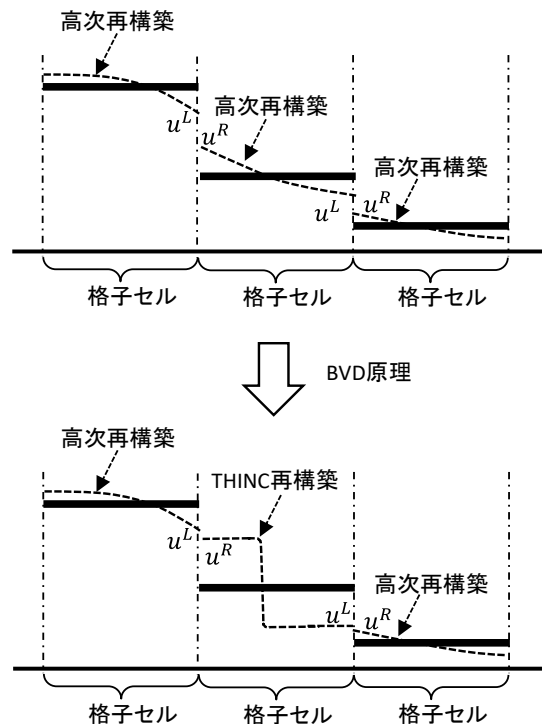 高次再構築
高次再構築
u^L
u^R
高次再構築
u^L
u^R
格子セル
格子セル
格子セル
BVD原理
高次再構築
THINC再構築
u^L
u^R
高次再構築
u^L
u^R
格子セル
格子セル
格子セル